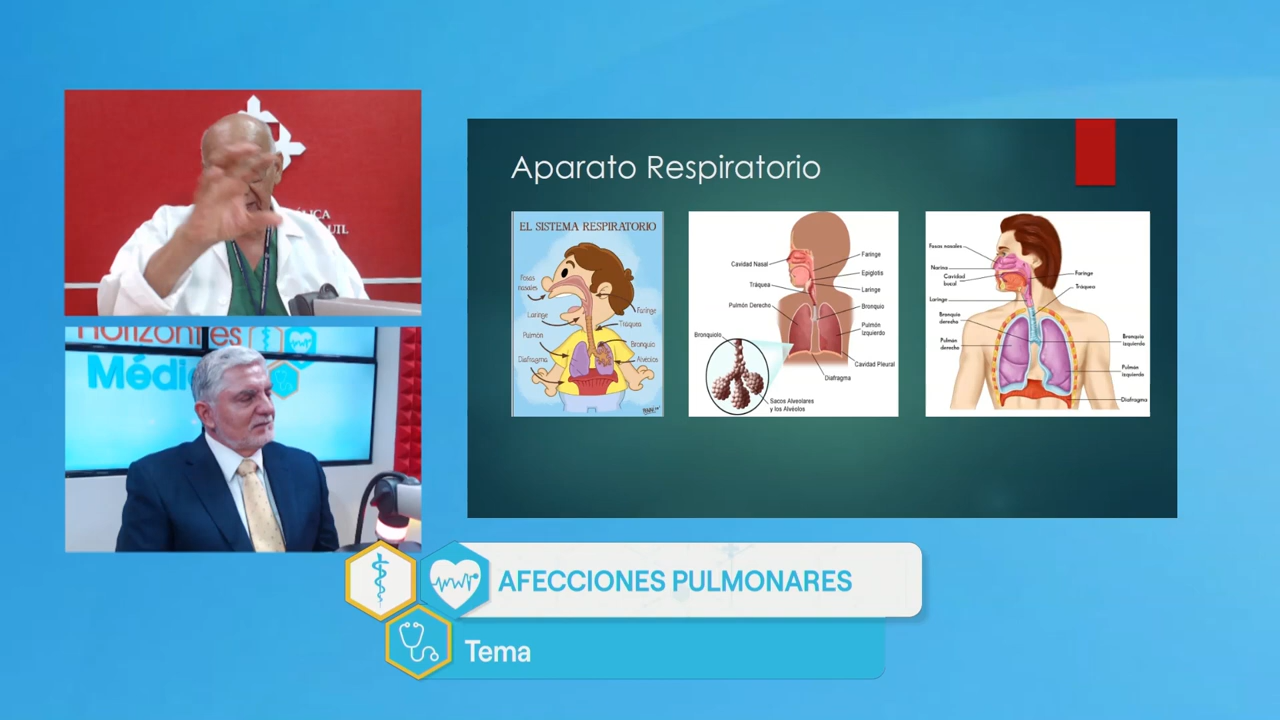 Horizontes
Médi
Aparato Respiratorio
EL SISTEMA RESPIRATORIO
Fosas
Nasales
Laringe
Pulmón
Diafragma
Faringe
Tráquea
Bronquio
Alvéolos
Cavidad Nasal
Tráquea
Pulmón Derecho
Bronquiolo
Faringe
Epiglotis
Laringe
Bronquio
Pulmón
Izquierdo
Cavidad Pleural
Diafragma
Sacos Alveolares
y los Alvéolos
Fosas nasales
Narina
Cavidad
bucal
Laringe
Bronquio
derecho
Pulmón
derecho
Faringe
Tráquea
Bronquio
izquierdo
Pulmón
izquierdo
Diafragma
AFECCIONES PULMONARES
Tema